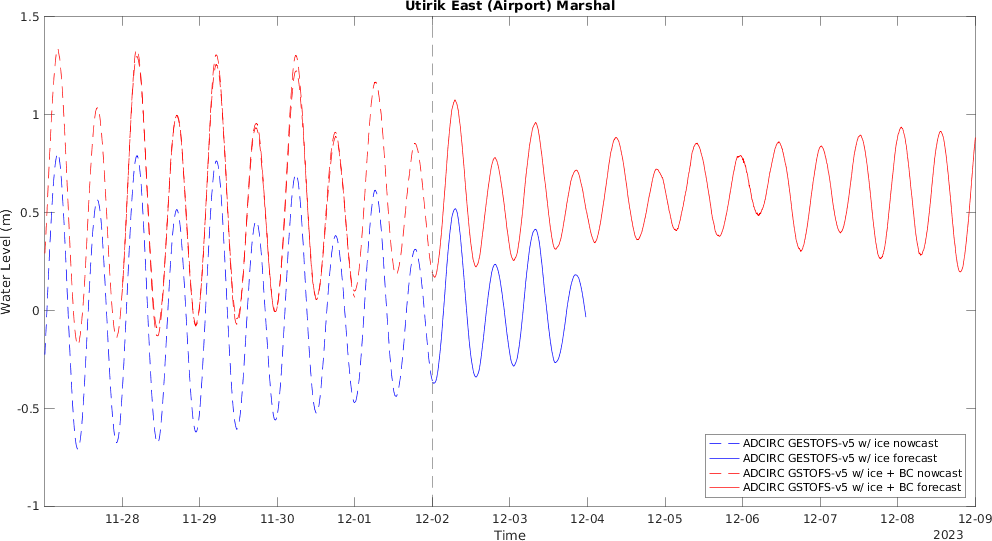 Utirik East (Airport) Marshal
Water Level (m)
1.5
1
0.5
0
-0.5
-1
11-28
11-29
11-30
12-01
12-02
12-03
12-04
12-05
12-06
12-07
12-08
12-09
Time
2023
ADCIRC GESTOFS-v5 w/ ice nowcast
ADCIRC GESTOFS-v5 w/ ice forecast
ADCIRC GSTOFS-v5 w/ ice + BC nowcast
ADCIRC GSTOFS-v5 w/ ice + BC forecast